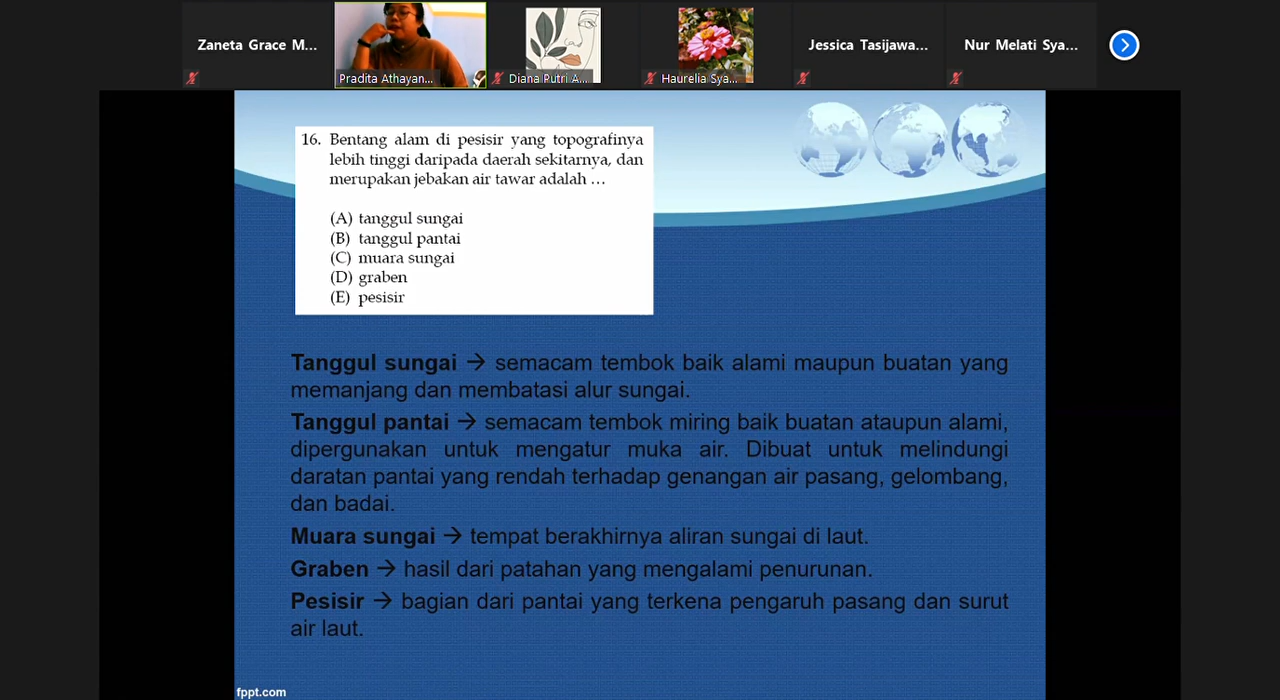 Zaneta Grace M...
Pradita Athayan...
Diana Putri A...
Haurelia Sya...
Jessica Tasijawa...
Nur Melati Sya...
16. Bentang alam di pesisir yang topografinya
lebih tinggi daripada daerah sekitarnya, dan
merupakan jebakan air tawar adalah ...
(A) tanggul sungai
(B) tanggul pantai
(C) muara sungai
(D) graben
(E) pesisir
Tanggul sungai → semacam tembok baik alami maupun buatan yang
memanjang dan membatasi alur sungai.
Tanggul pantai → semacam tembok miring baik buatan ataupun alami,
dipergunakan untuk mengatur muka air. Dibuat untuk melindungi
daratan pantai yang rendah terhadap genangan air pasang, gelombang,
dan badai.
Muara sungai → tempat berakhirnya aliran sungai di laut.
Graben → hasil dari patahan yang mengalami penurunan.
Pesisir → bagian dari pantai yang terkena pengaruh pasang dan surut
air laut.
fppt.com